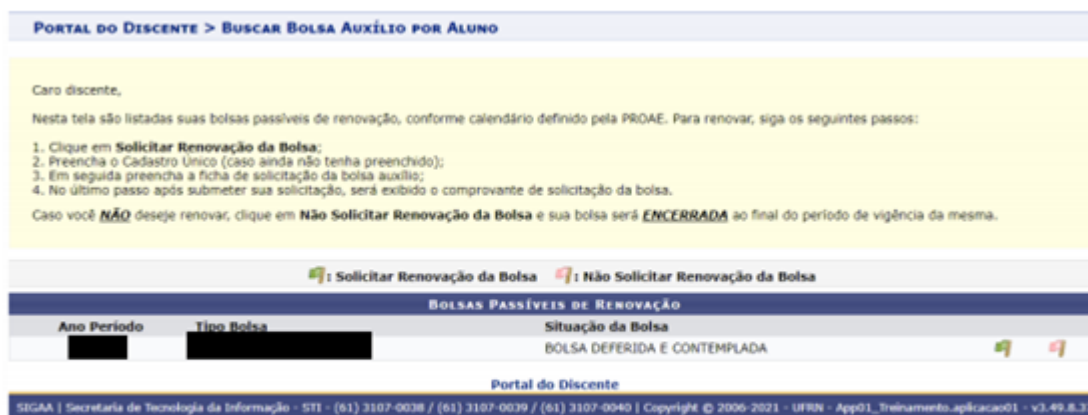 PORTAL DO DISCENTE > BUSCAR BOLSA AUXÍLIO POR ALUNO
Caro discente,
Nesta tela são listadas suas bolsas passíveis de renovação, conforme calendário definido pela PROAE. Para renovar, siga os seguintes passos:
1. Clique em Solicitar Renovação da Bolsa;
2. Preencha o Cadastro Único (caso ainda não tenha preenchido);
3. Em seguida preencha a ficha de solicitação da bolsa auxílio;
4. No último passo após submeter sua solicitação, será exibido o comprovante de solicitação da bolsa.
Caso você NÃO deseje renovar, clique em Não Solicitar Renovação da Bolsa e sua bolsa será ENCERRADA ao final do período de vigência da mesma.
: Solicitar Renovação da Bolsa : Não Solicitar Renovação da Bolsa
BOLSAS PASSÍVEIS DE RENOVAÇÃO
Ano Período Tipo Bolsa Situação da Bolsa
BOLSA DEFERIDA E CONTEMPLADA
Portal do Discente
SIGAA | Secretaria de Tecnologia da Informação - STI - (61) 3107-0038 / (61) 3107-0039 / (61) 3107-0040 | Copyright © 2006-2021 - UFRN - App01_Treinamento.aplicacao01 - v3.49.8.3